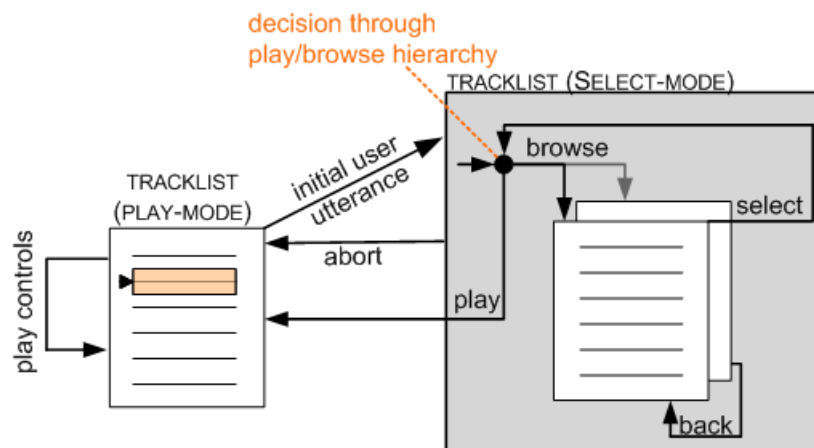 decision through
play/browse hierarchy
TRACKLIST (SELECT-MODE)
initial user
utterance
browse
TRACKLIST
(PLAY-MODE)
select
abort
play controls
play
back